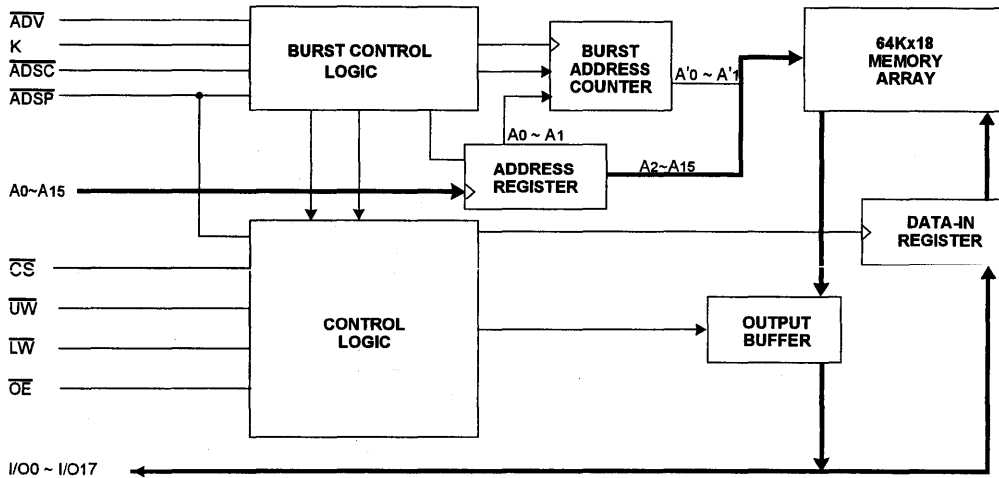 ADV
K
ADSC
ADSP
BURST CONTROL
LOGIC
BURST
ADDRESS
COUNTER
A'0 ~ A'1
64Kx18
MEMORY
ARRAY
A0 ~ A1
A0~A15
ADDRESS
REGISTER
A2~A15
DATA-IN
REGISTER
CS
UW
LW
OE
CONTROL
LOGIC
OUTPUT
BUFFER
I/O0 ~ I/O17